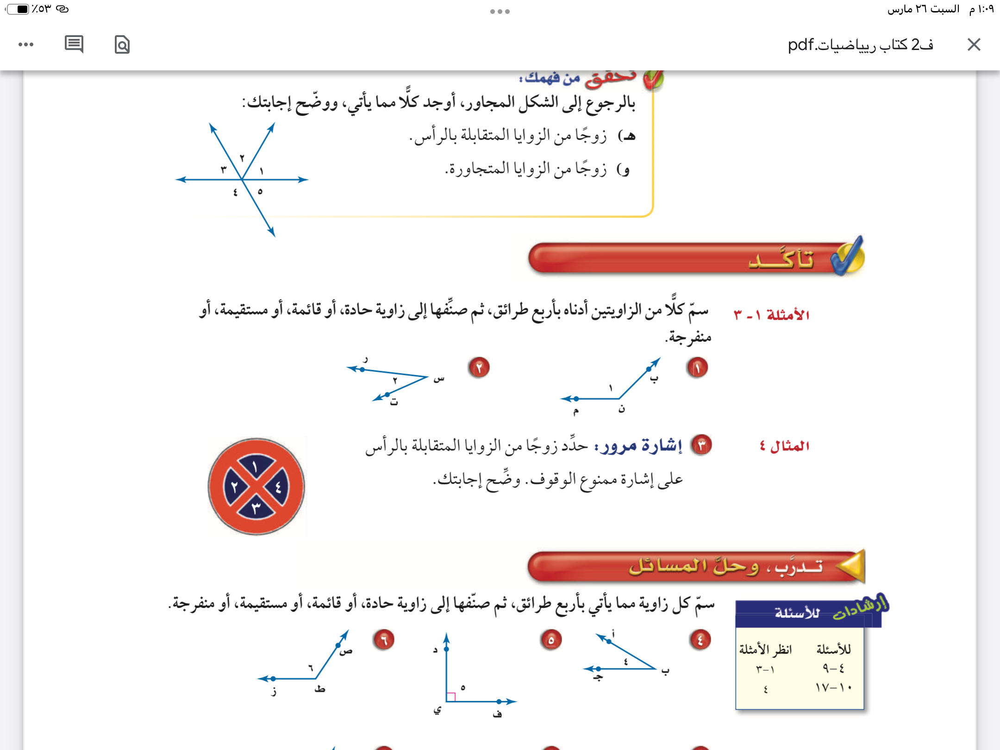 ١:٠٩ م السبت ٢٦ مارس
٥٣٪
ف2 كتاب ريياضيات.pdf
تحقق من فهمك:
بالرجوع إلى الشكل المجاور، أوجد كلًّا مما يأتي، ووضّح إجابتك:
هـ) زوجًا من الزوايا المتقابلة بالرأس.
و) زوجًا من الزوايا المتجاورة.
٢
٣ ١
٤ ٥
تأكَّـد
الأمثلة ١- ٣
سمّ كلًّا من الزاويتين أدناه بأربع طرائق، ثم صنِّفها إلى زاوية حادة، أو قائمة، أو مستقيمة، أو
منفرجة.
١ ب ١ ن م
٢ ر س ٢ ت
المثال ٤
٣ إشارة مرور: حدِّد زوجًا من الزوايا المتقابلة بالرأس
على إشارة ممنوع الوقوف. وضِّح إجابتك.
١
٤ ٢
٣
تـدرَّب، وحلَّ المسائل
سمّ كل زاوية مما يأتي بأربع طرائق، ثم صنّفها إلى زاوية حادة، أو قائمة، أو مستقيمة، أو منفرجة.
إرشادات للأسئلة
للأسئلة انظر الأمثلة
٤–٩ ١–٣
١٠–١٧ ٤
٤ أ ٤ ب جـ
٥ د ٥ ي ف
٦ ص ٦ ط ز